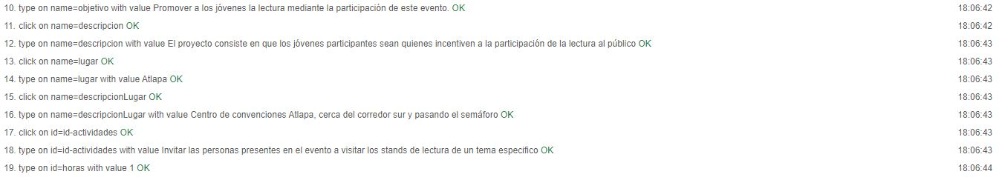 10. type on name=objetivo with value Promover a los jóvenes la lectura mediante la participación de este evento. OK 18:06:42
11. click on name=descripcion OK 18:06:42
12. type on name=descripcion with value El proyecto consiste en que los jóvenes participantes sean quienes incentiven a la participación de la lectura al público OK 18:06:43
13. click on name=lugar OK 18:06:43
14. type on name=lugar with value Atlapa OK 18:06:43
15. click on name=descripcionLugar OK 18:06:43
16. type on name=descripcionLugar with value Centro de convenciones Atlapa, cerca del corredor sur y pasando el semáforo OK 18:06:43
17. click on id=id-actividades OK 18:06:43
18. type on id=id-actividades with value Invitar las personas presentes en el evento a visitar los stands de lectura de un tema especifico OK 18:06:43
19. type on id=horas with value 1 OK 18:06:44